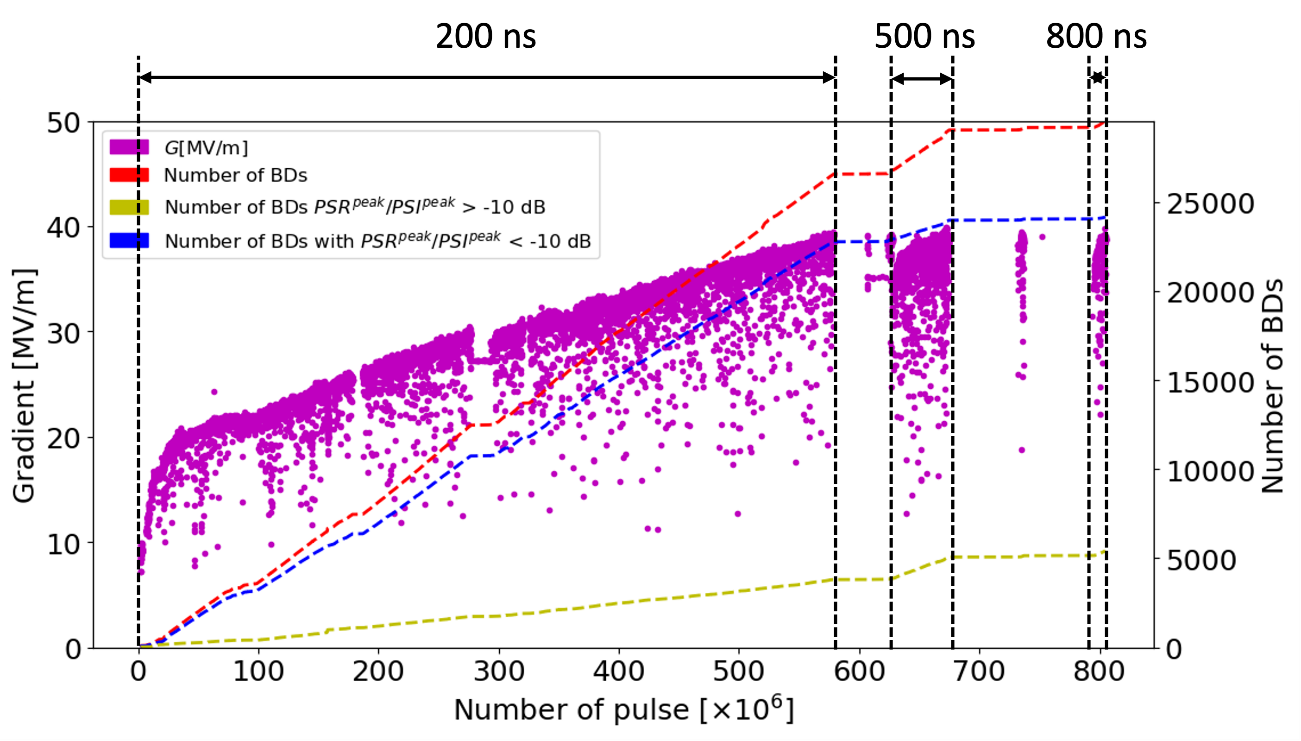 200 ns 500 ns 800 ns
G[MV/m]
Number of BDs
Number of BDs PSR^peak/PSI^peak > -10 dB
Number of BDs with PSR^peak/PSI^peak < -10 dB
Gradient [MV/m]
50
40
30
20
10
0
25000
20000
15000
10000
5000
0
Number of BDs
0 100 200 300 400 500 600 700 800
Number of pulse [×10⁶]